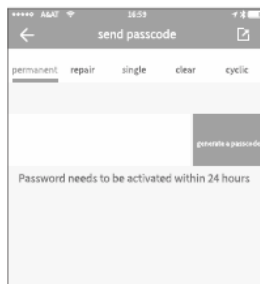 A&AT 16:59
send passcode
permanent repair single clear cyclic
generate a passcode
Password needs to be activated within 24 hours